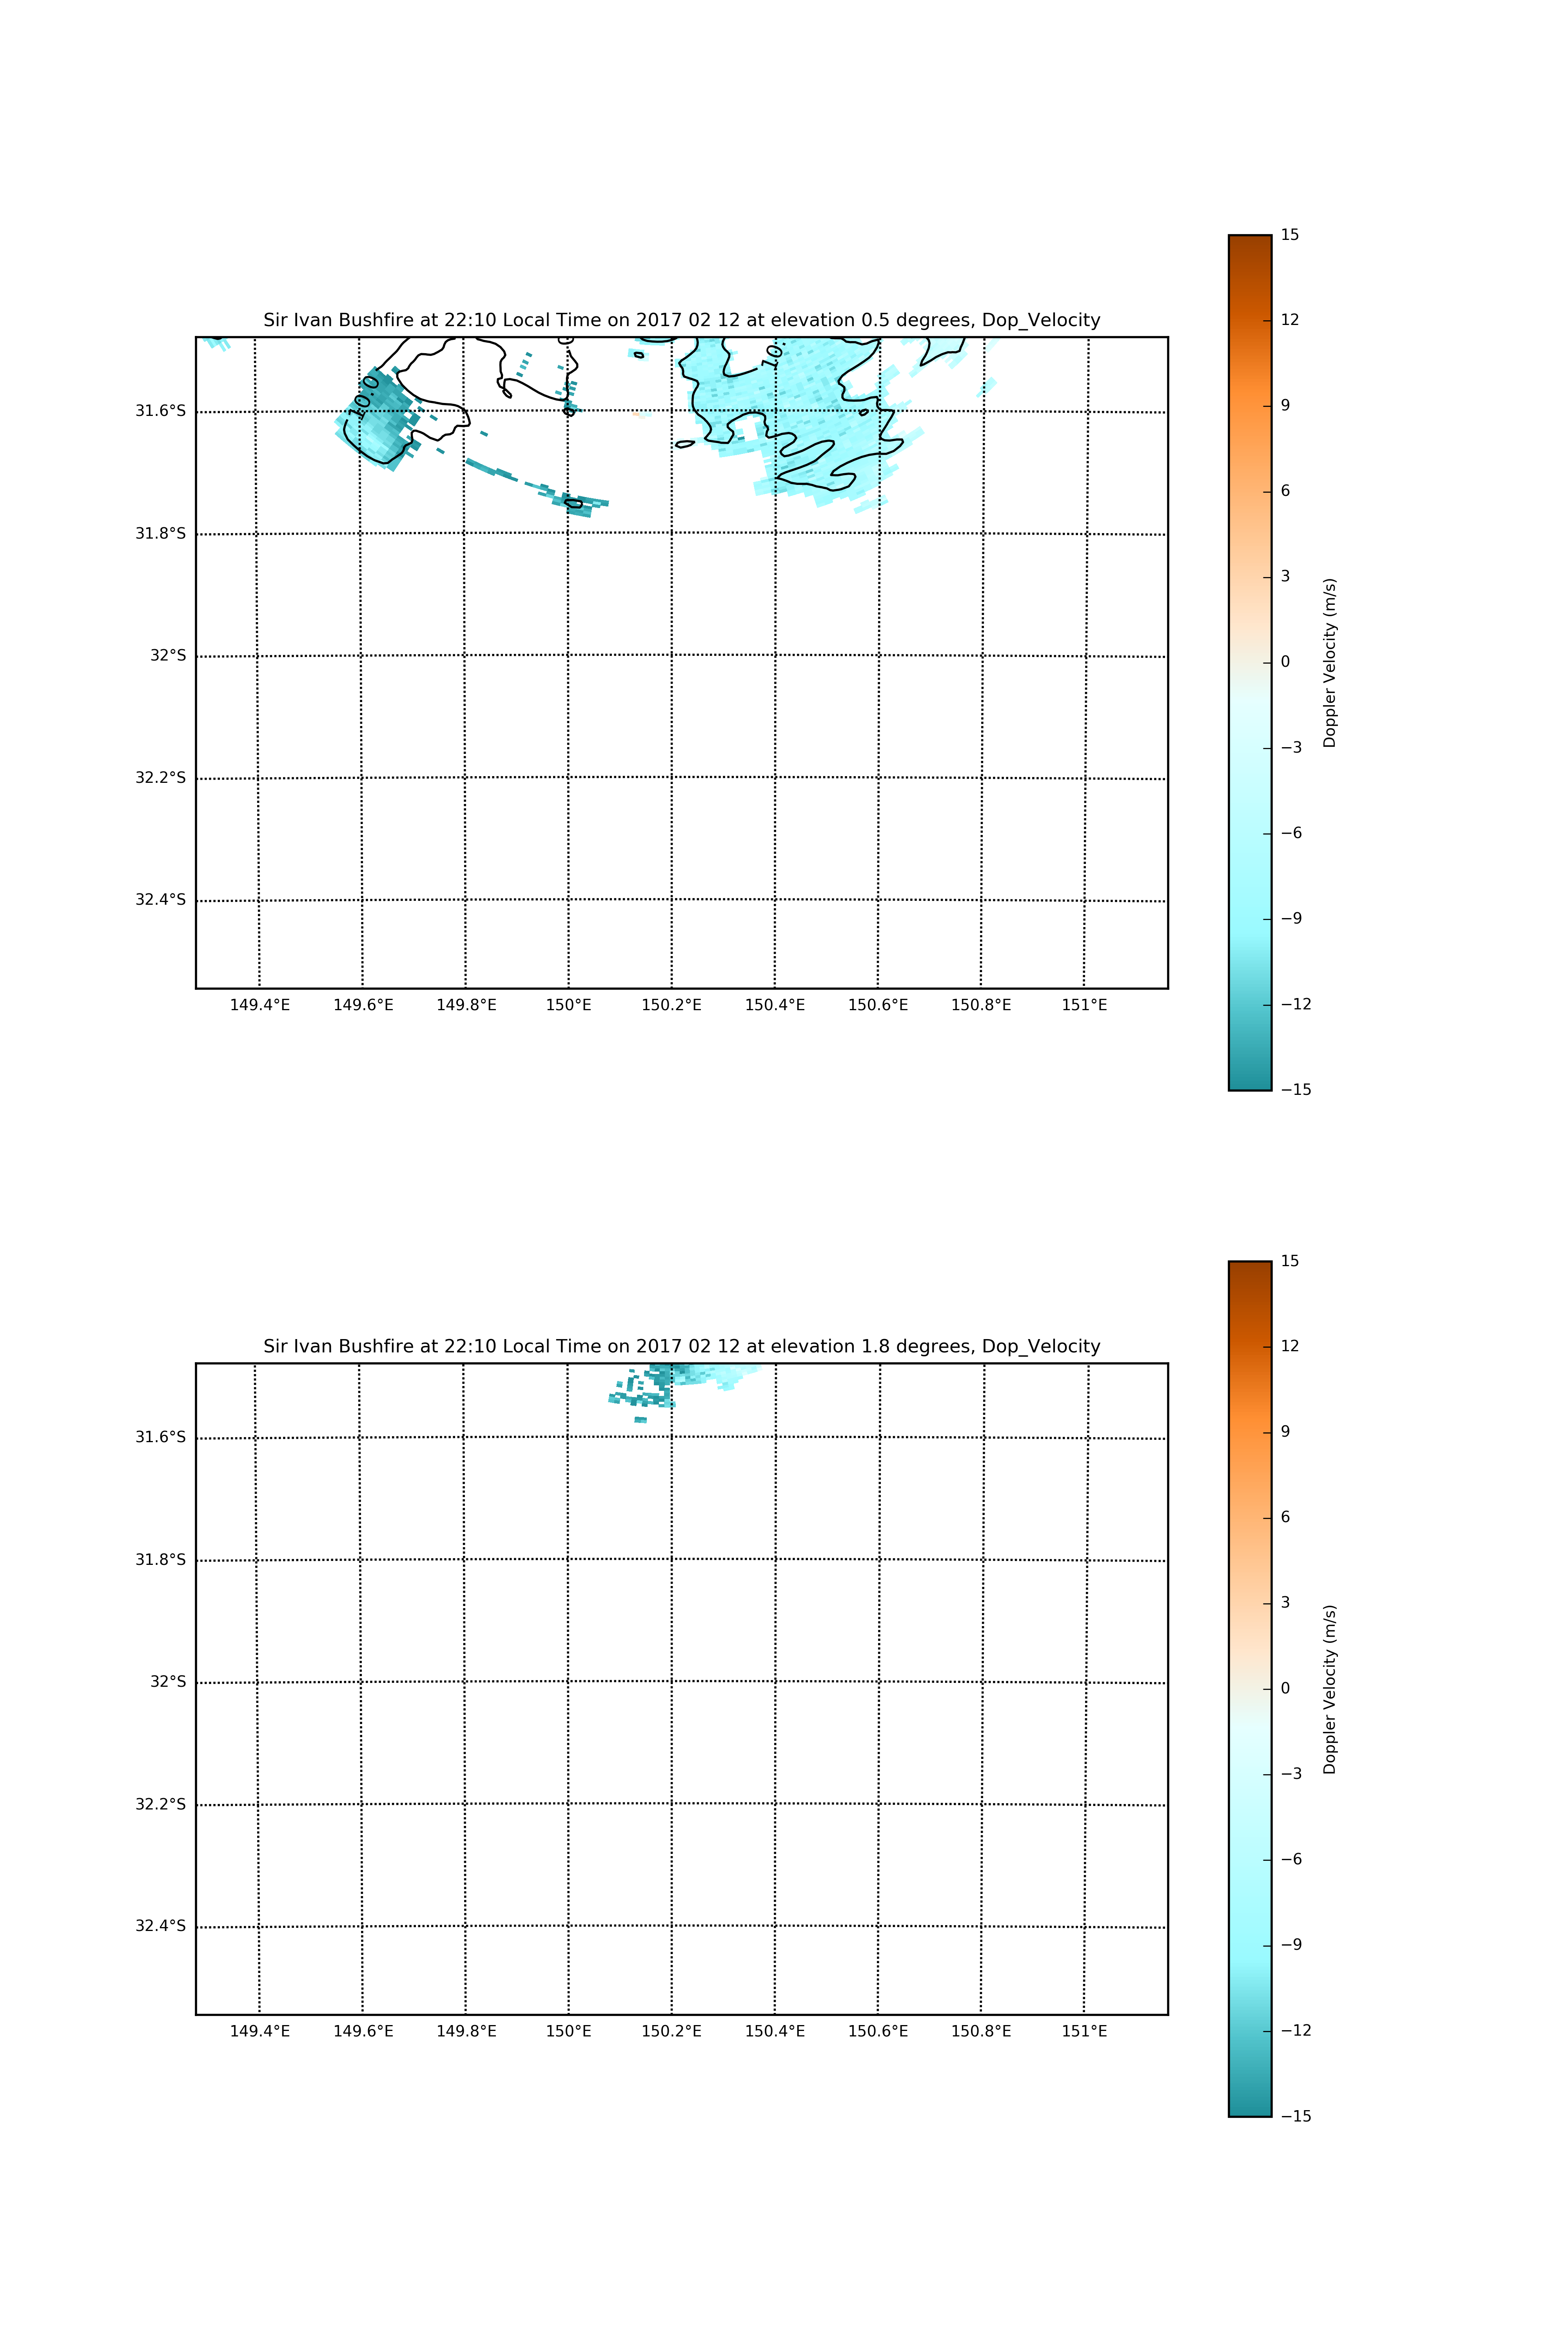 Sir Ivan Bushfire at 22:10 Local Time on 2017 02 12 at elevation 0.5 degrees, Dop_Velocity
10.0
10.
31.6°S
31.8°S
32°S
32.2°S
32.4°S
149.4°E 149.6°E 149.8°E 150°E 150.2°E 150.4°E 150.6°E 150.8°E 151°E
15
12
9
6
3
0
−3
−6
−9
−12
−15
Doppler Velocity (m/s)
Sir Ivan Bushfire at 22:10 Local Time on 2017 02 12 at elevation 1.8 degrees, Dop_Velocity
31.6°S
31.8°S
32°S
32.2°S
32.4°S
149.4°E 149.6°E 149.8°E 150°E 150.2°E 150.4°E 150.6°E 150.8°E 151°E
15
12
9
6
3
0
−3
−6
−9
−12
−15
Doppler Velocity (m/s)